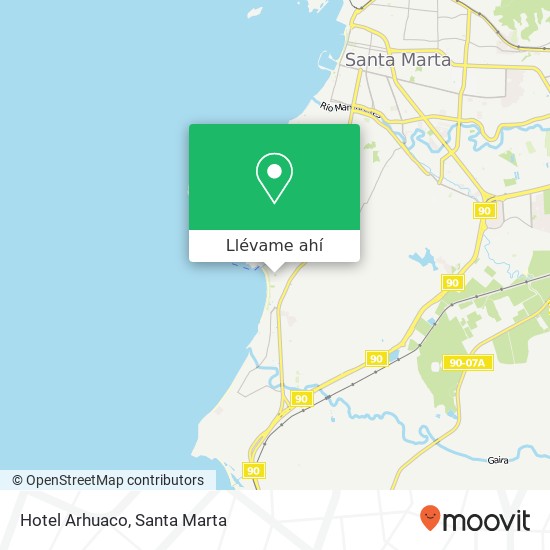 Santa Marta
Río Manzanares
90
Llévame ahí
90
90
90-07A
90
90
Gaira
© OpenStreetMap contributors
Hotel Arhuaco, Santa Marta
moovit